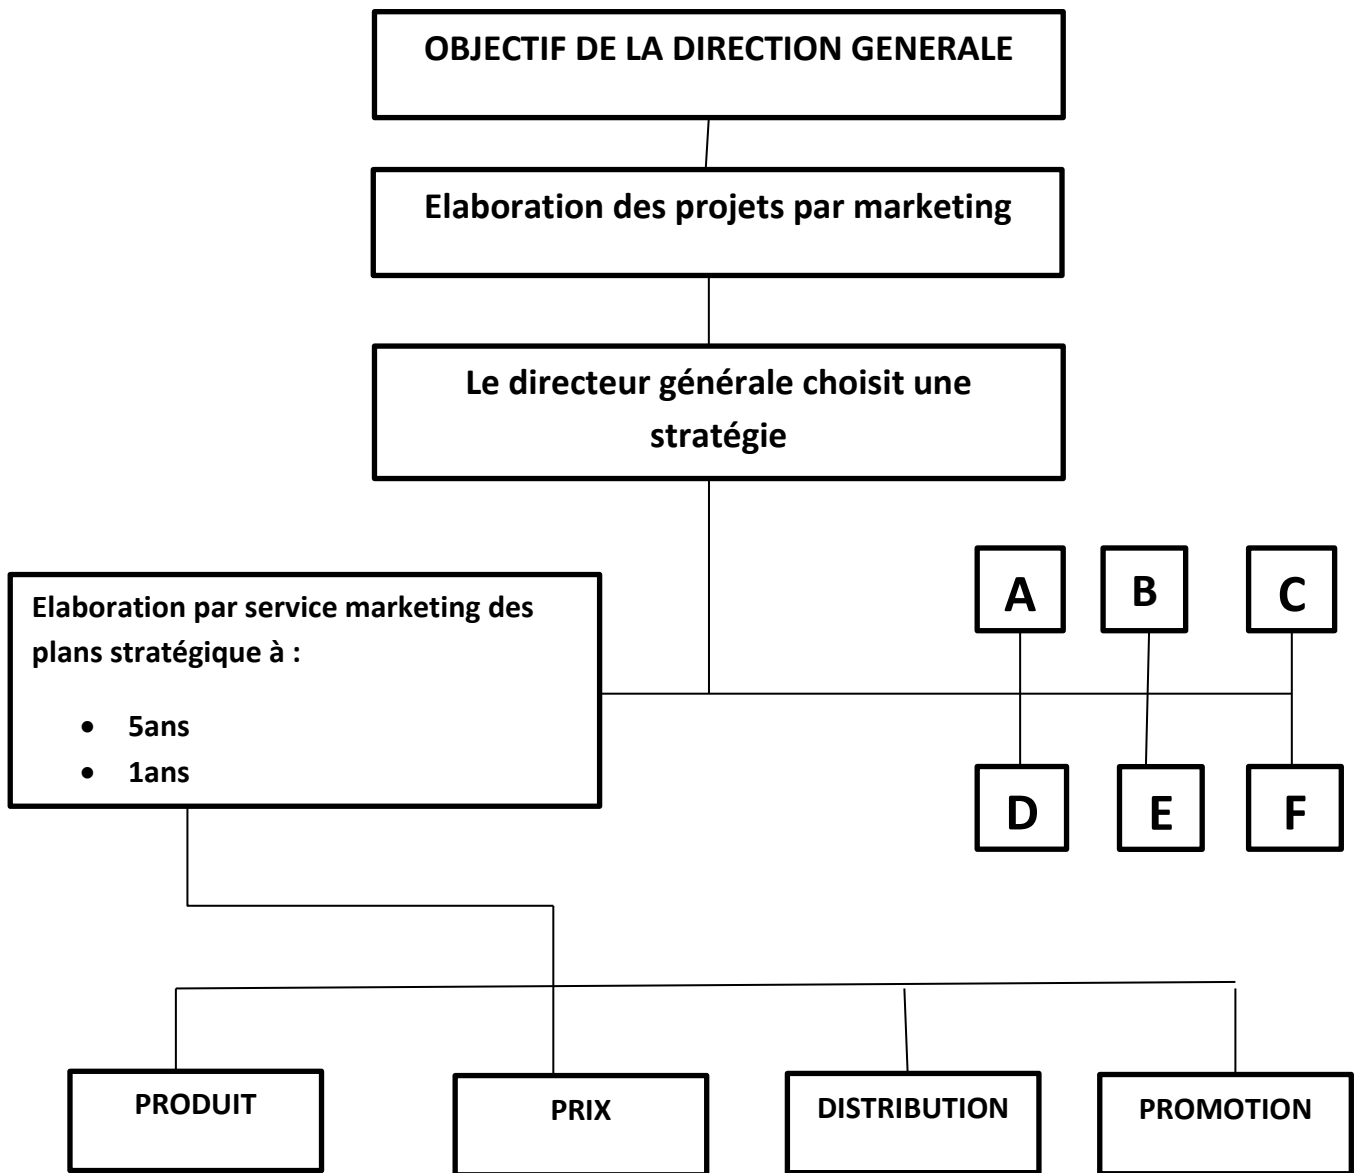 OBJECTIF DE LA DIRECTION GENERALE
Elaboration des projets par marketing
Le directeur générale choisit une
stratégie
A
B
C
Elaboration par service marketing des
plans stratégique à :
• 5ans
• 1ans
D
E
F
PRODUIT
PRIX
DISTRIBUTION
PROMOTION